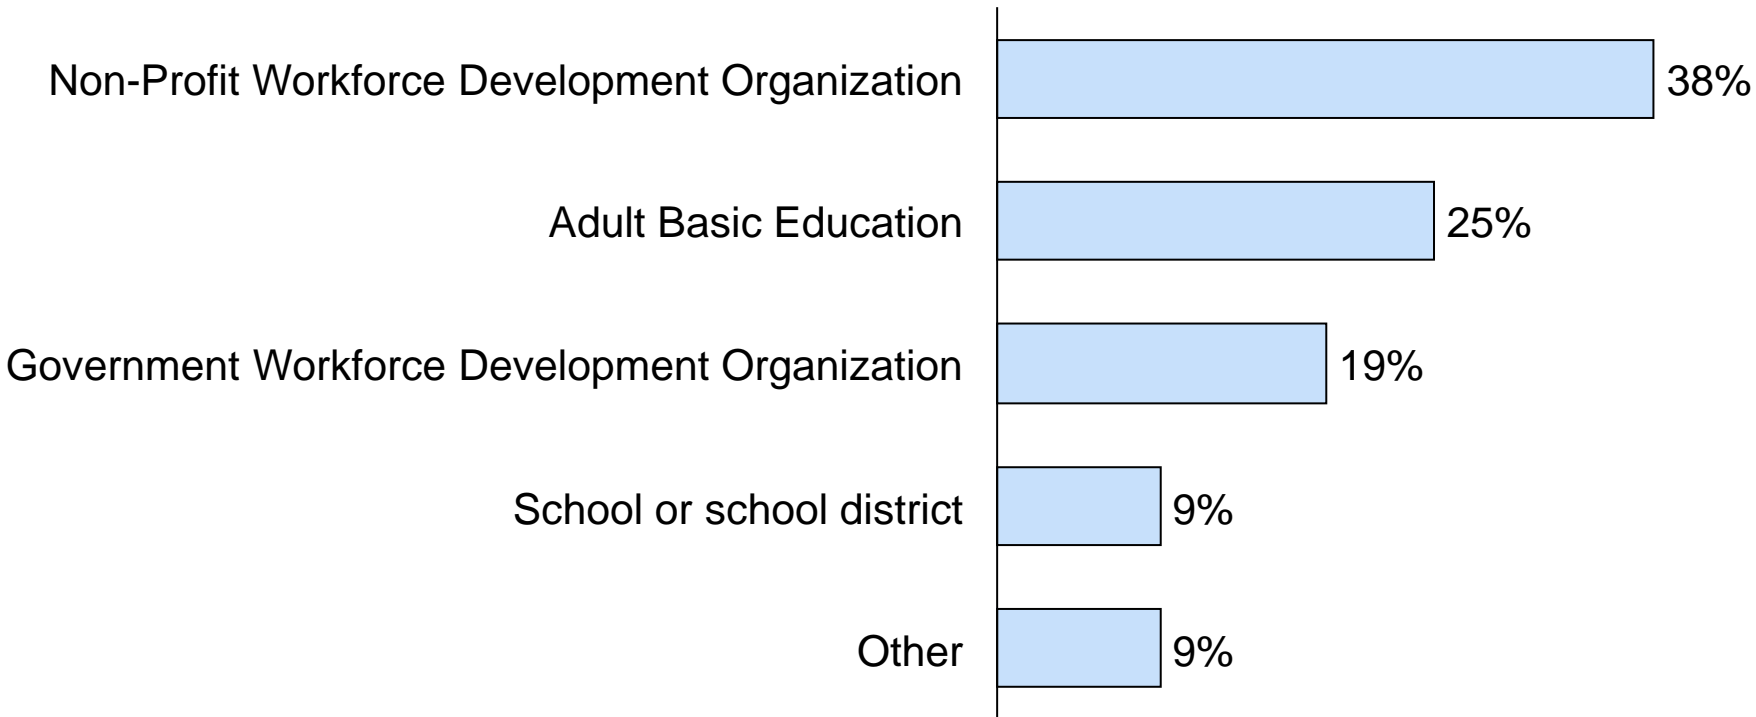 Non-Profit Workforce Development Organization 38%
Adult Basic Education 25%
Government Workforce Development Organization 19%
School or school district 9%
Other 9%